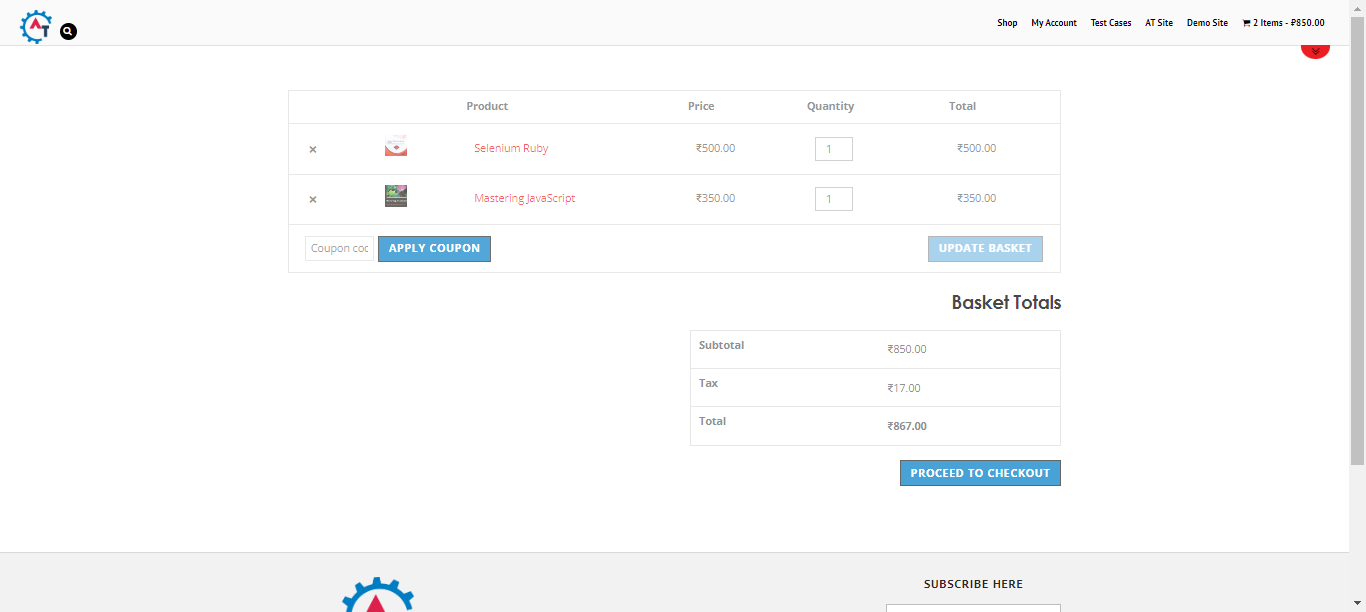 AT
Shop My Account Test Cases AT Site Demo Site 2 Items - ₹850.00
Product Price Quantity Total
× Selenium Ruby ₹500.00 1 ₹500.00
× Mastering JavaScript ₹350.00 1 ₹350.00
Coupon coc APPLY COUPON UPDATE BASKET
Basket Totals
Subtotal ₹850.00
Tax ₹17.00
Total ₹867.00
PROCEED TO CHECKOUT
SUBSCRIBE HERE